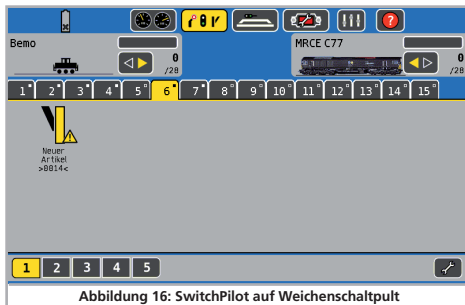 Bemo
0
/28
MRCE C77
0
/28
1 2 3 4 5 6 7 8 9 10 11 12 13 14 15
Neuer
Artikel
>0014<
1 2 3 4 5
Abbildung 16: SwitchPilot auf Weichenschaltpult